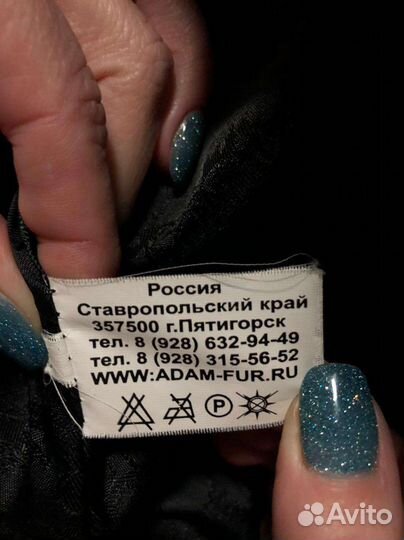 Россия
Ставропольский край
357500 г.Пятигорск
тел. 8 (928) 632-94-49
тел. 8 (928) 315-56-52
WWW:ADAM-FUR.RU
P
Avito